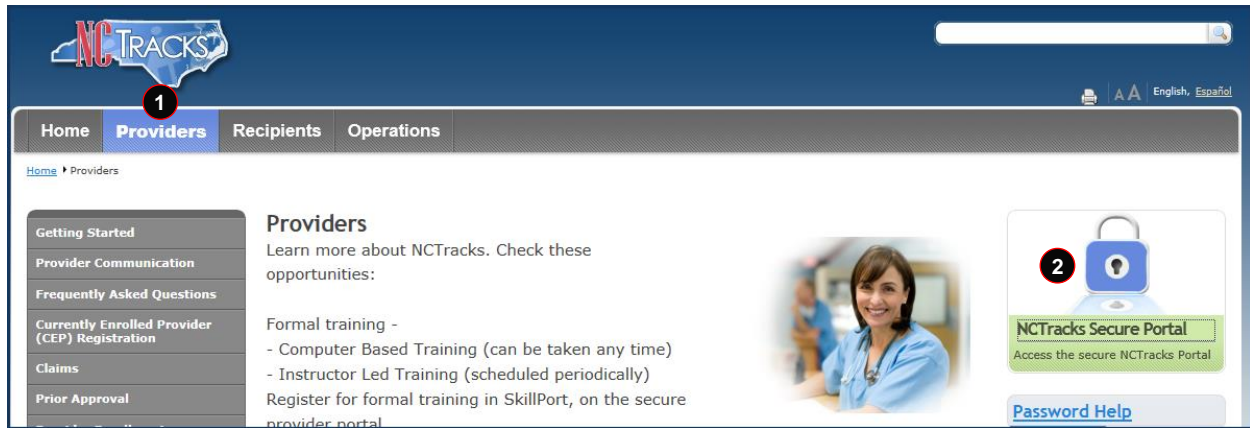 NCTRACKS
A A English, Español
1
Home Providers Recipients Operations
Home Providers
Getting Started
Provider Communication
Frequently Asked Questions
Currently Enrolled Provider
(CEP) Registration
Claims
Prior Approval
Providers
Learn more about NCTracks. Check these
opportunities:
Formal training -
- Computer Based Training (can be taken any time)
- Instructor Led Training (scheduled periodically)
Register for formal training in SkillPort, on the secure
provider portal
2
NCTracks Secure Portal
Access the secure NCTracks Portal
Password Help